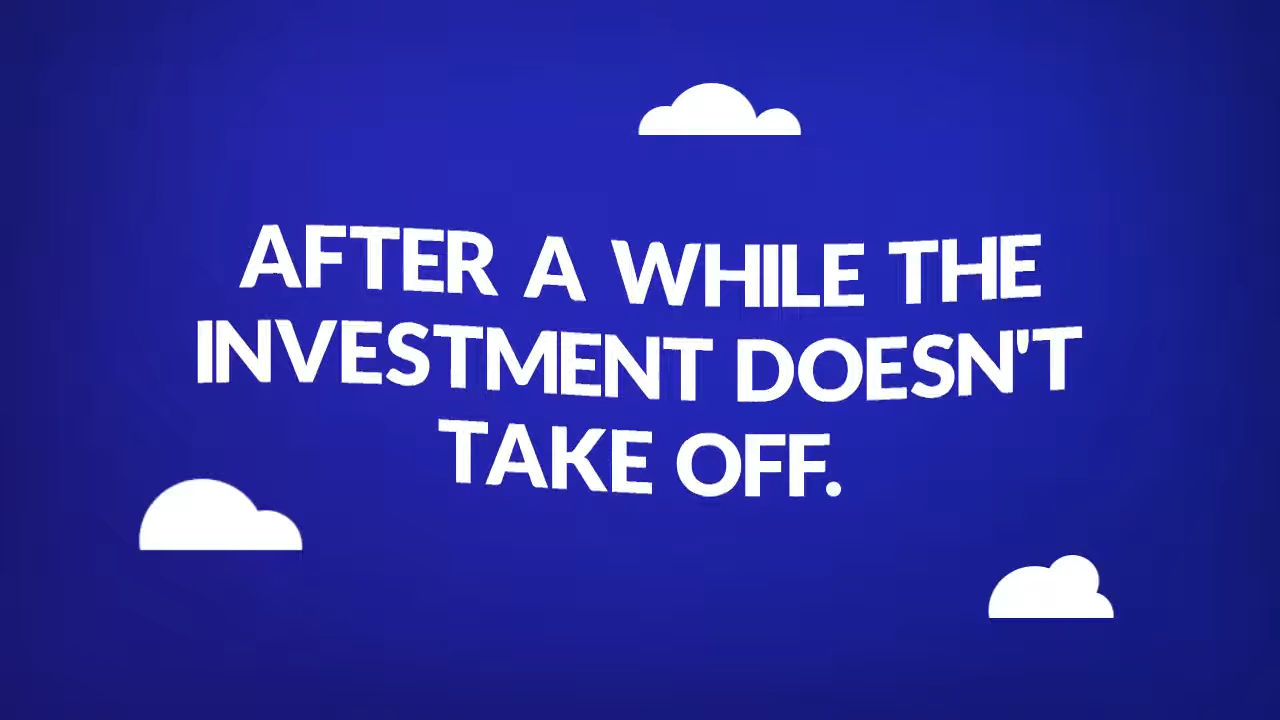 AFTER A WHILE THE
INVESTMENT DOESN'T
TAKE OFF.